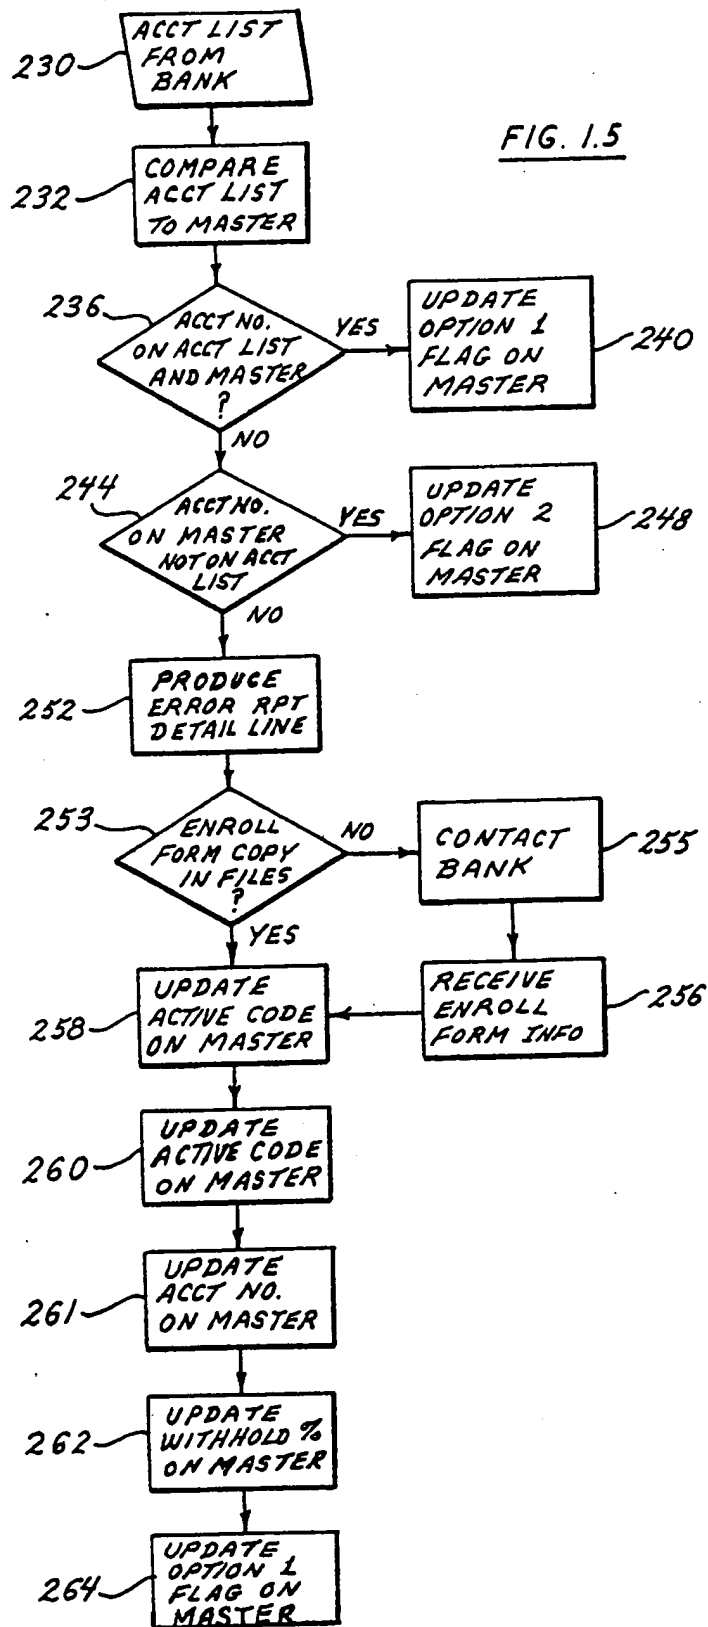 ACCT LIST
FROM
BANK
230
FIG. 1.5
COMPARE
ACCT LIST
TO MASTER
232
236
ACCT NO.
ON ACCT LIST
AND MASTER
?
YES
UPDATE
OPTION 1
FLAG ON
MASTER
240
NO
244
ACCT NO.
ON MASTER
NOT ON ACCT
LIST
YES
UPDATE
OPTION 2
FLAG ON
MASTER
248
NO
PRODUCE
ERROR RPT
DETAIL LINE
252
253
ENROLL
FORM COPY
IN FILES
?
NO
CONTACT
BANK
255
YES
RECEIVE
ENROLL
FORM INFO
256
UPDATE
ACTIVE CODE
ON MASTER
258
UPDATE
ACTIVE CODE
ON MASTER
260
UPDATE
ACCT NO.
ON MASTER
261
UPDATE
WITHHOLD %
ON MASTER
262
UPDATE
OPTION 1
FLAG ON
MASTER
264